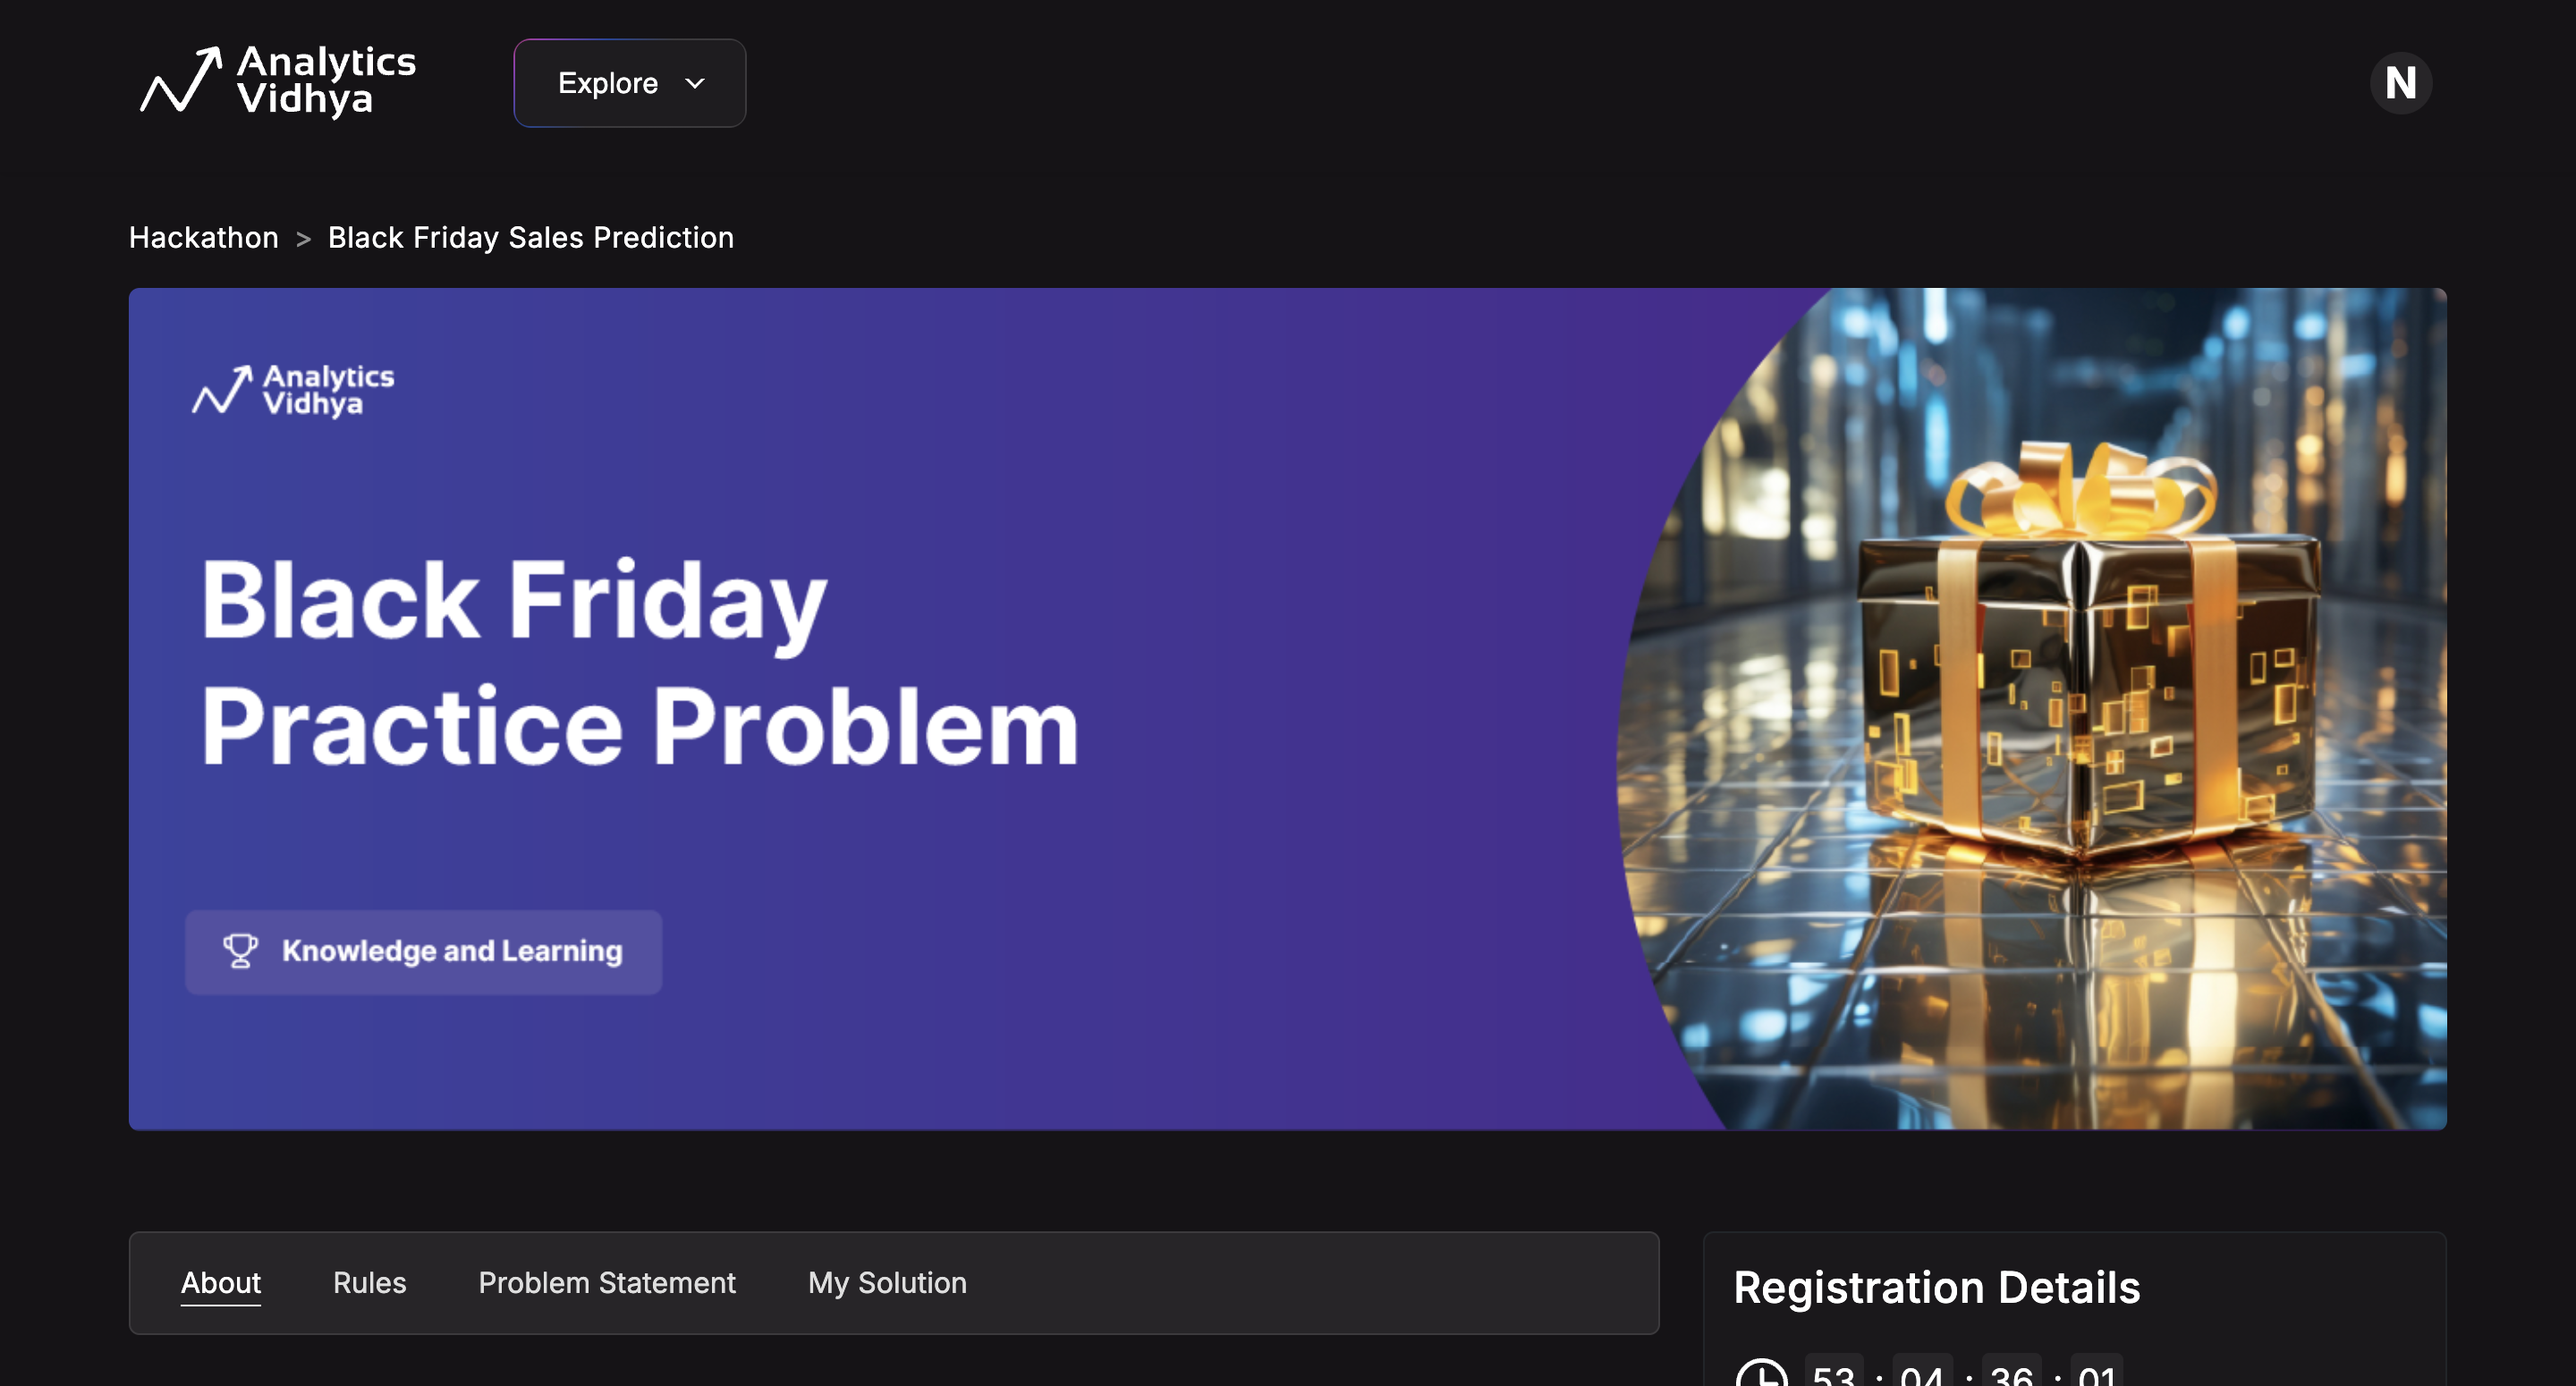 Analytics
Vidhya
Explore
N
Hackathon > Black Friday Sales Prediction
Analytics
Vidhya
Black Friday
Practice Problem
Knowledge and Learning
About Rules Problem Statement My Solution
Registration Details
53 : 04 : 36 : 01